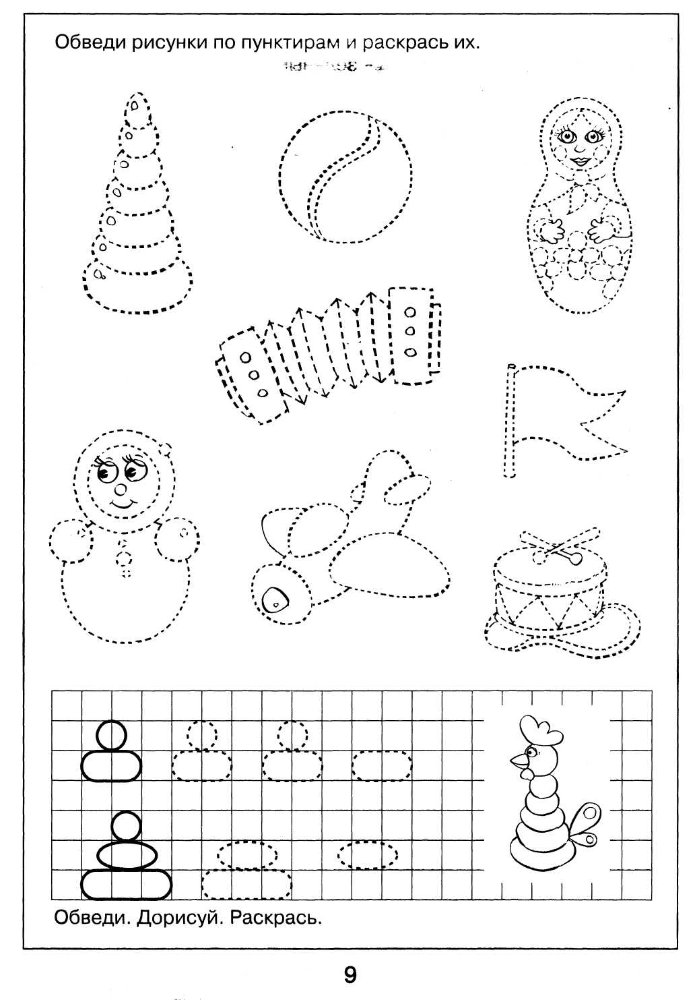 Обведи рисунки по пунктирам и раскрась их.
Обведи. Дорисуй. Раскрась.
9